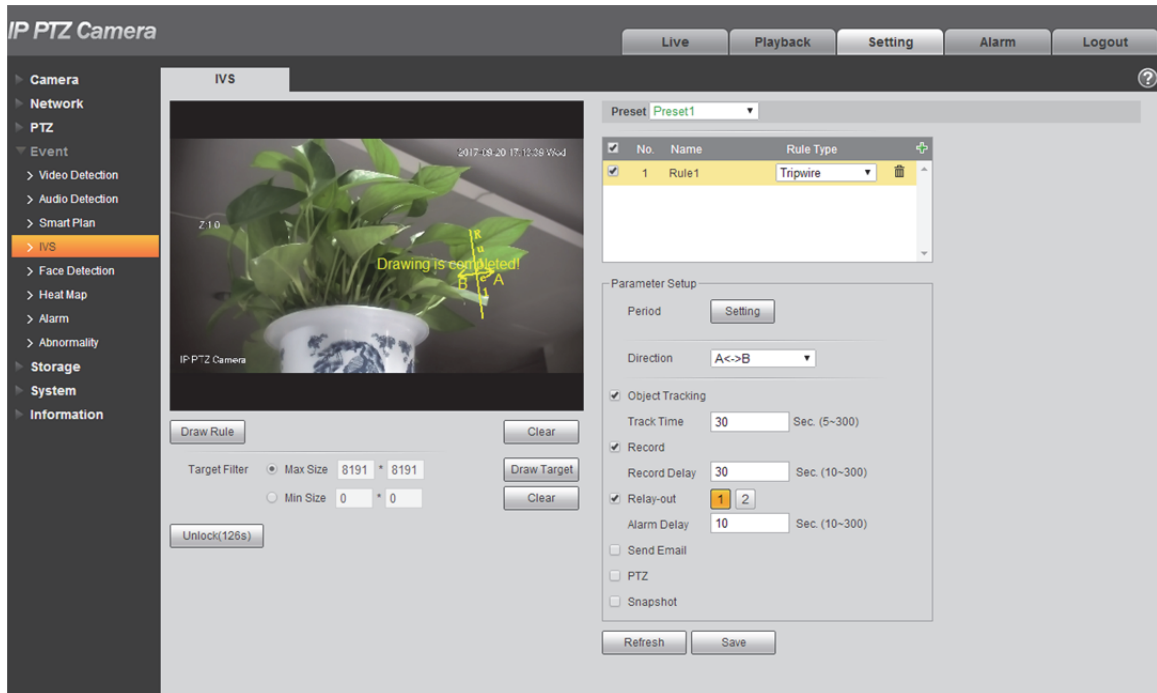 IP PTZ Camera
Live Playback Setting Alarm Logout
Camera
Network
PTZ
Event
Video Detection
Audio Detection
Smart Plan
IVS
Face Detection
Heat Map
Alarm
Abnormality
Storage
System
Information
IVS
2017-09-20 17:13:39 Wed
Z:1.0
Rule1
Drawing is completed!
B A
IP PTZ Camera
Draw Rule Clear
Target Filter Max Size 8191 * 8191 Draw Target
Min Size 0 * 0 Clear
Unlock(126s)
Preset Preset1
No. Name Rule Type
1 Rule1 Tripwire
Parameter Setup
Period Setting
Direction A<->B
Object Tracking
Track Time 30 Sec. (5~300)
Record
Record Delay 30 Sec. (10~300)
Relay-out 1 2
Alarm Delay 10 Sec. (10~300)
Send Email
PTZ
Snapshot
Refresh Save